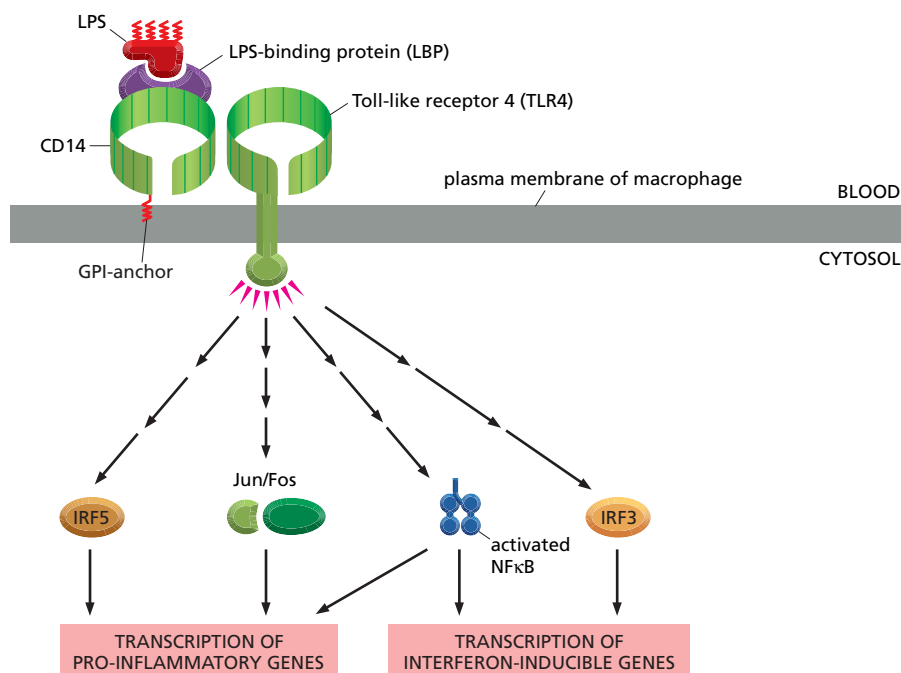 LPS
LPS-binding protein (LBP)
Toll-like receptor 4 (TLR4)
CD14
plasma membrane of macrophage
BLOOD
CYTOSOL
GPI-anchor
Jun/Fos
IRF5
IRF3
activated
NFκB
TRANSCRIPTION OF
PRO-INFLAMMATORY GENES
TRANSCRIPTION OF
INTERFERON-INDUCIBLE GENES